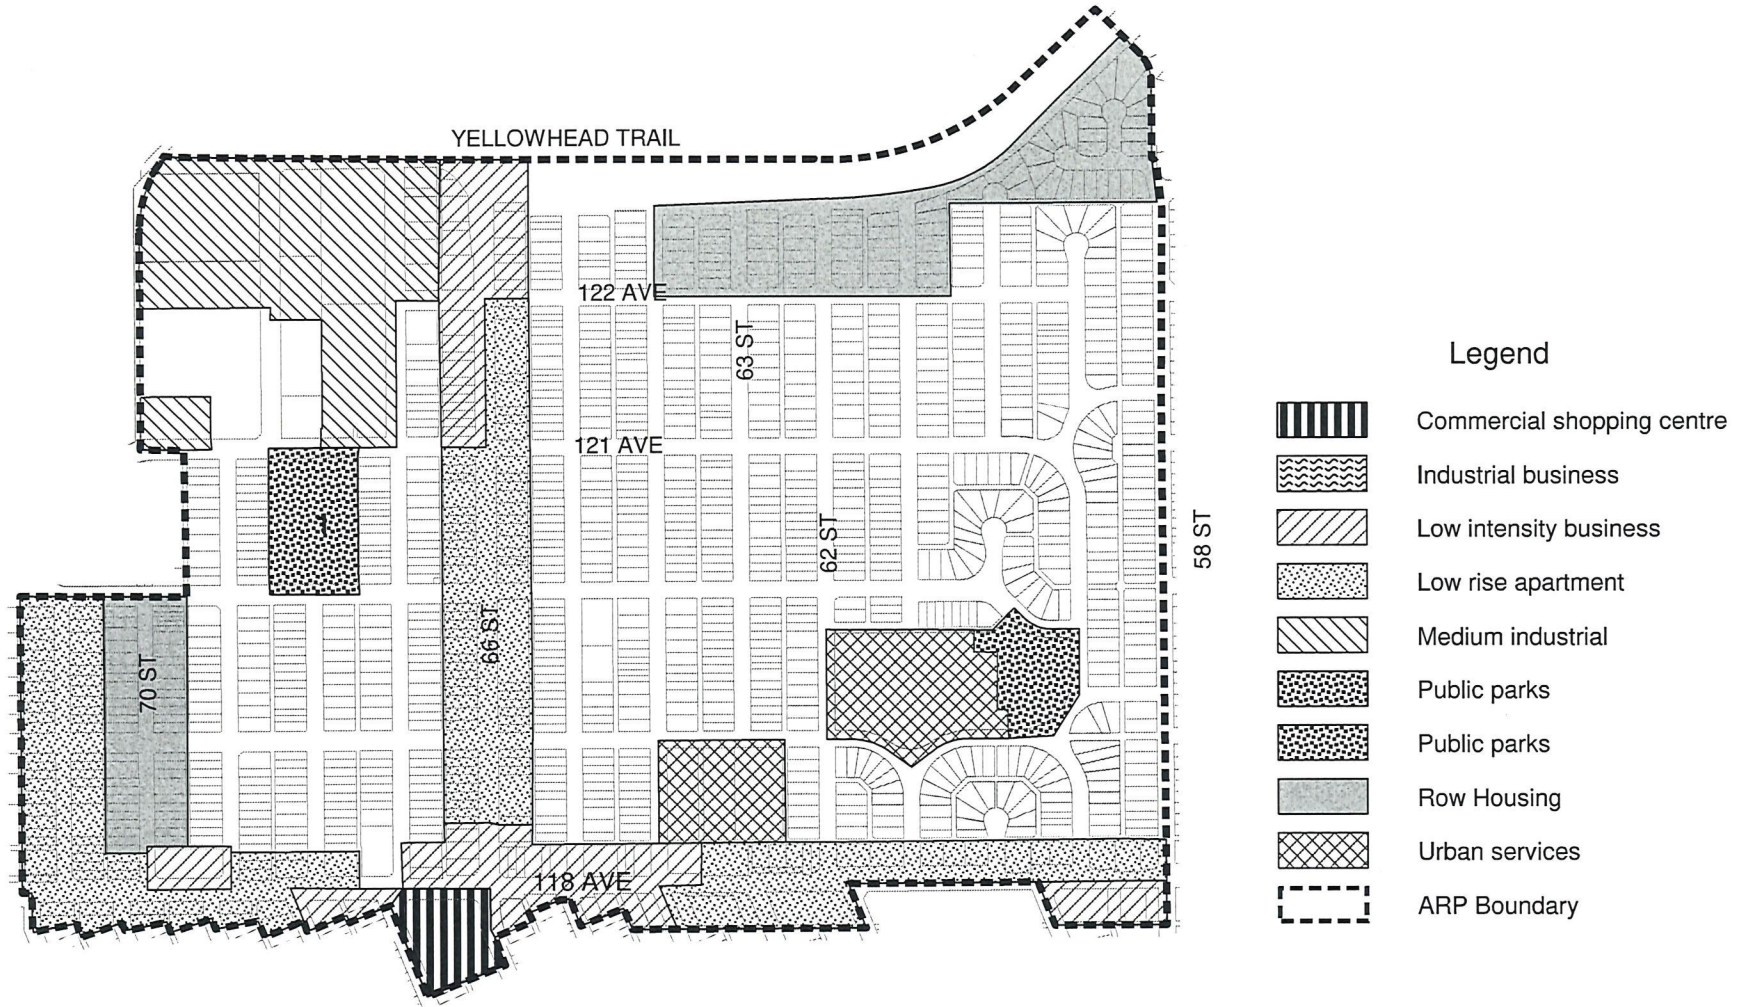 YELLOWHEAD TRAIL
122 AVE
63 ST
121 AVE
1
62 ST
58 ST
66 ST
70 ST
118 AVE
Legend
Commercial shopping centre
Industrial business
Low intensity business
Low rise apartment
Medium industrial
Public parks
Public parks
Row Housing
Urban services
ARP Boundary